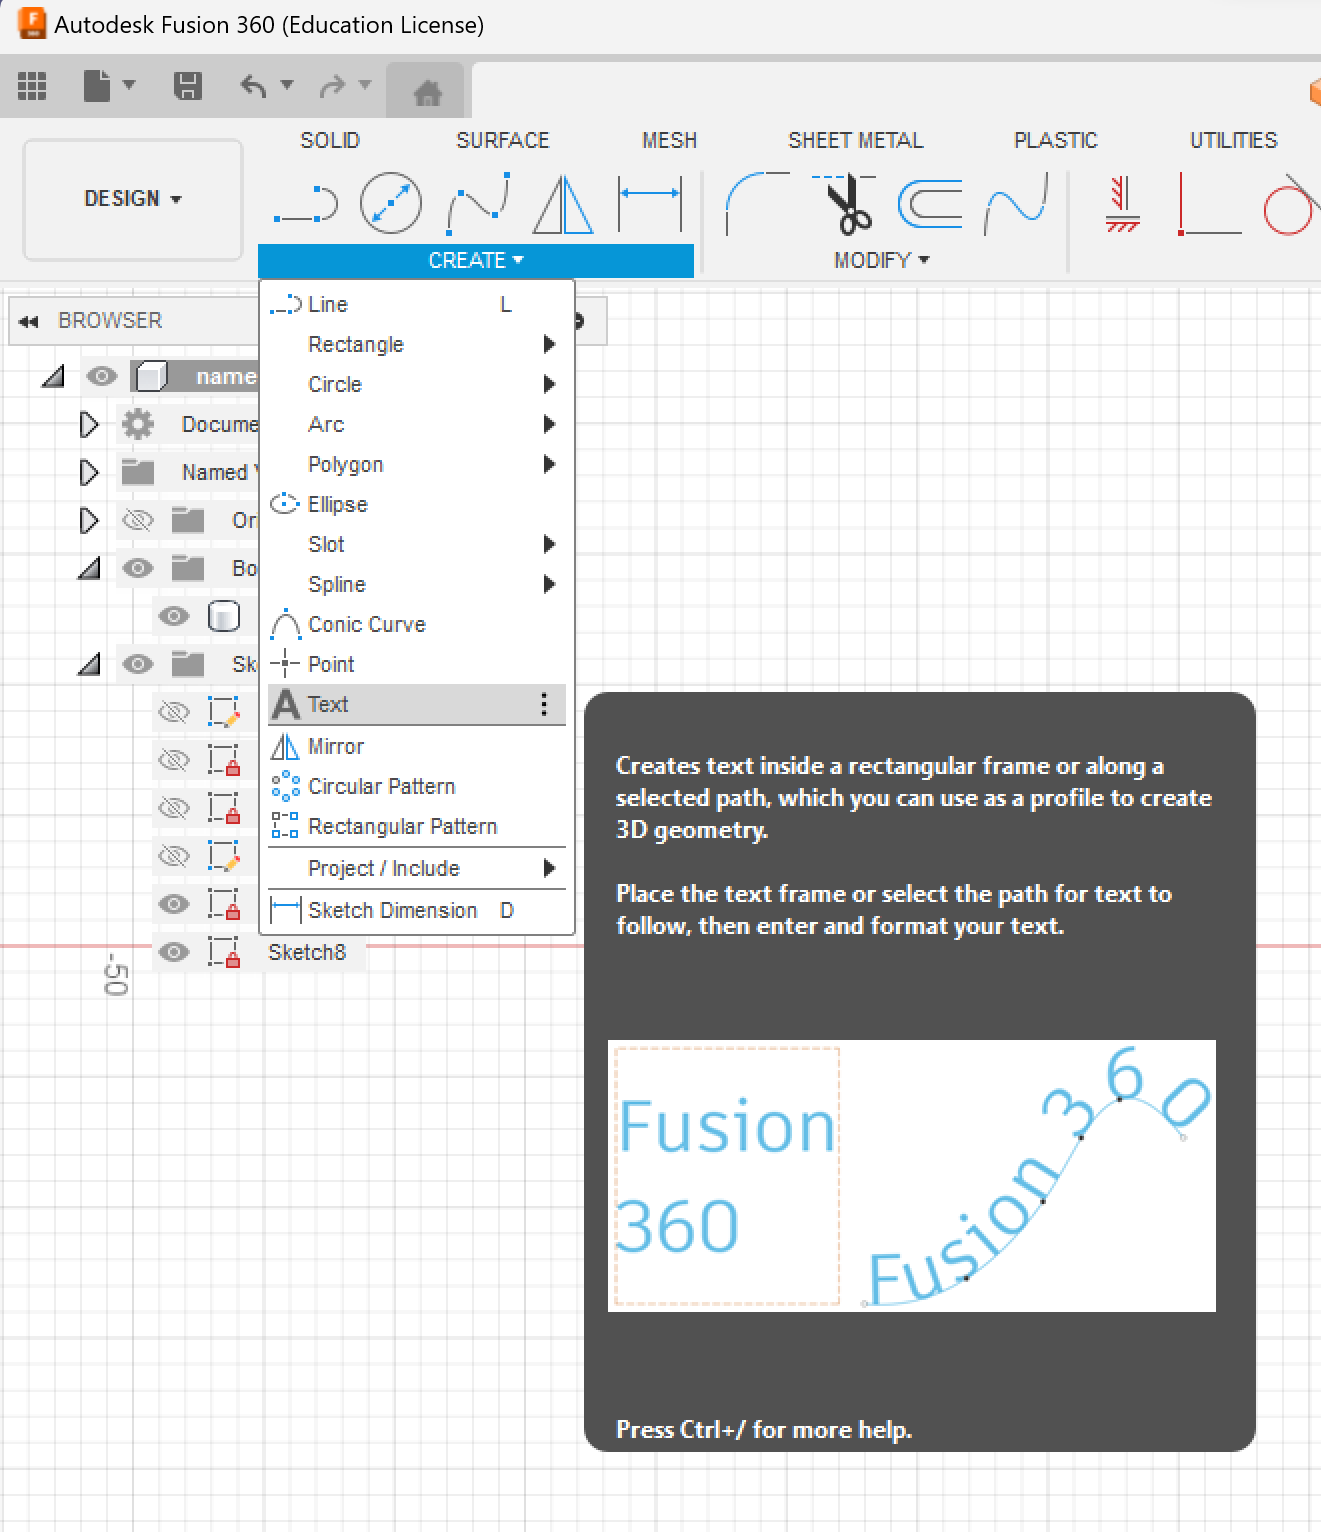 Autodesk Fusion 360 (Education License)
SOLID SURFACE MESH SHEET METAL PLASTIC UTILITIES
DESIGN
CREATE
MODIFY
BROWSER
name
Docume
Named
Ori
Bo
Sk
Line L
Rectangle
Circle
Arc
Polygon
Ellipse
Slot
Spline
Conic Curve
Point
Text
Mirror
Circular Pattern
Rectangular Pattern
Project / Include
Sketch Dimension D
Sketch8
-50
Creates text inside a rectangular frame or along a
selected path, which you can use as a profile to create
3D geometry.
Place the text frame or select the path for text to
follow, then enter and format your text.
Fusion
360
Fusion 360
Press Ctrl+/ for more help.